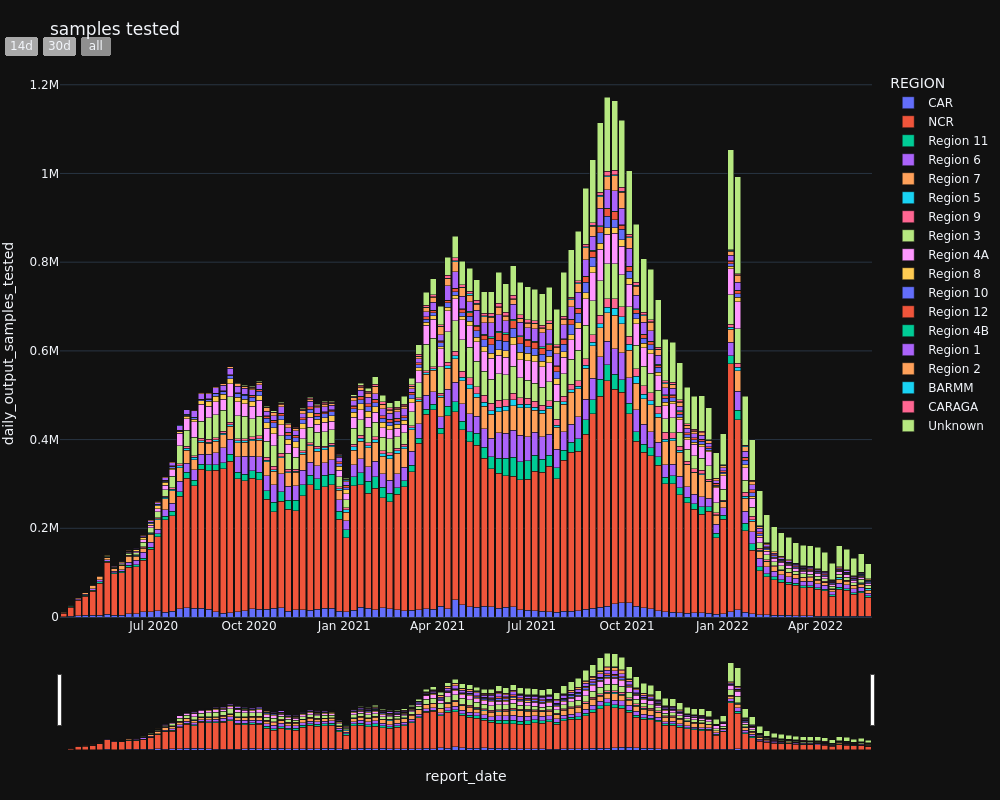 samples tested
14d 30d all
REGION
CAR
NCR
Region 11
Region 6
Region 7
Region 5
Region 9
Region 3
Region 4A
Region 8
Region 10
Region 12
Region 4B
Region 1
Region 2
BARMM
CARAGA
Unknown
1.2M
1M
0.8M
0.6M
0.4M
0.2M
0
daily_output_samples_tested
Jul 2020 Oct 2020 Jan 2021 Apr 2021 Jul 2021 Oct 2021 Jan 2022 Apr 2022
report_date